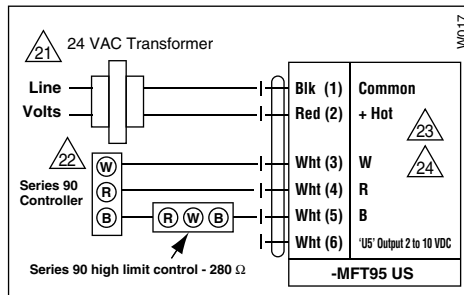 W017
21 24 VAC Transformer
Line
Volts
Blk (1) Common
Red (2) + Hot
23
22
Wht (3) W
24
Series 90
Controller
W
R
B
Wht (4) R
R W B
Wht (5) B
Wht (6) 'U5' Output 2 to 10 VDC
Series 90 high limit control - 280 Ω
-MFT95 US